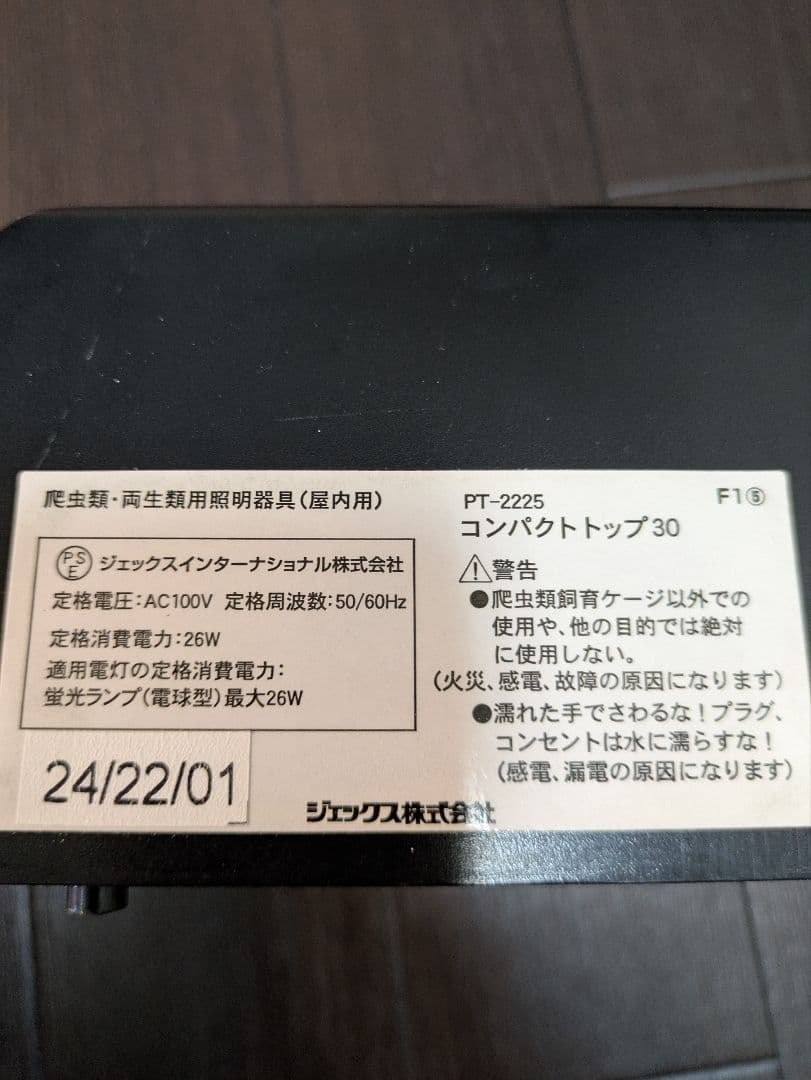 爬虫類・両生類用照明器具(屋内用)
PSE ジェックスインターナショナル株式会社
定格電圧:AC100V 定格周波数:50/60Hz
定格消費電力:26W
適用電灯の定格消費電力:
蛍光ランプ(電球型)最大26W
24/22/01
PT-2225
F1⑤
コンパクトトップ30
⚠警告
●爬虫類飼育ケージ以外での
使用や、他の目的では絶対
に使用しない。
(火災、感電、故障の原因になります)
●濡れた手でさわるな!プラグ、
コンセントは水に濡らすな!
(感電、漏電の原因になります)
ジェックス株式会社